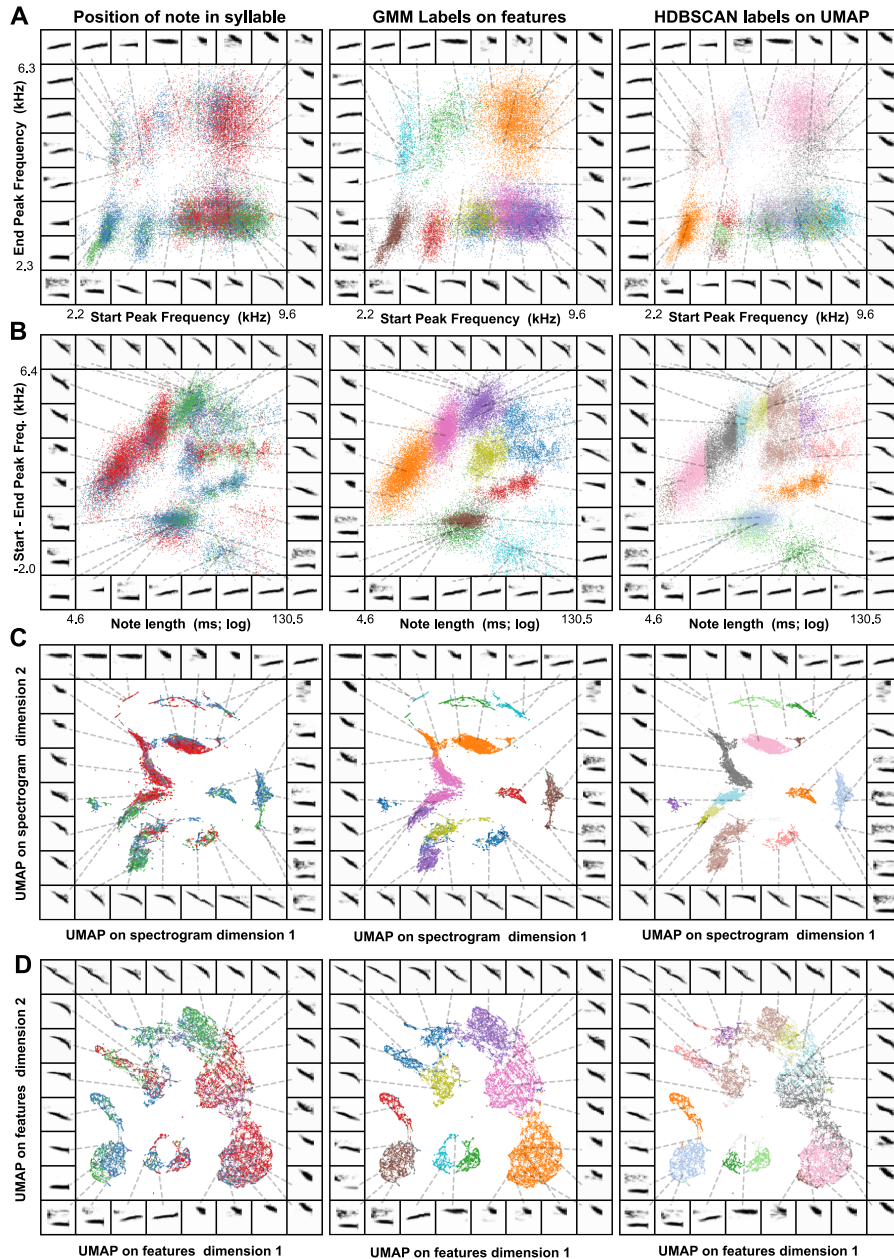 A
Position of note in syllable
GMM Labels on features
HDBSCAN labels on UMAP
6.3
End Peak Frequency (kHz)
2.3
2.2
Start Peak Frequency (kHz)
9.6
2.2
Start Peak Frequency (kHz)
9.6
2.2
Start Peak Frequency (kHz)
9.6
B
6.4
Start - End Peak Freq. (kHz)
-2.0
4.6
Note length (ms; log)
130.5
4.6
Note length (ms; log)
130.5
4.6
Note length (ms; log)
130.5
C
UMAP on spectrogram dimension 2
UMAP on spectrogram dimension 1
UMAP on spectrogram dimension 1
UMAP on spectrogram dimension 1
D
UMAP on features dimension 2
UMAP on features dimension 1
UMAP on features dimension 1
UMAP on features dimension 1